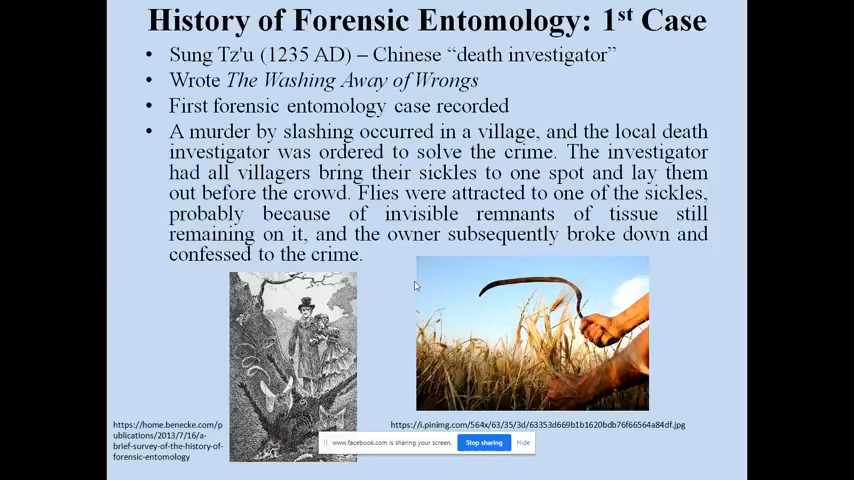 History of Forensic Entomology: 1st Case
• Sung Tz'u (1235 AD) – Chinese “death investigator”
• Wrote The Washing Away of Wrongs
• First forensic entomology case recorded
• A murder by slashing occurred in a village, and the local death
investigator was ordered to solve the crime. The investigator
had all villagers bring their sickles to one spot and lay them
out before the crowd. Flies were attracted to one of the sickles,
probably because of invisible remnants of tissue still
remaining on it, and the owner subsequently broke down and
confessed to the crime.
https://home.benecke.com/p
ublications/2013/7/16/a-
brief-survey-of-the-history-of-
forensic-entomology
https://i.pinimg.com/564x/63/35/3d/63353d669b1b1620bdb76f66564a84df.jpg
www.facebook.com is sharing your screen. Stop sharing Hide